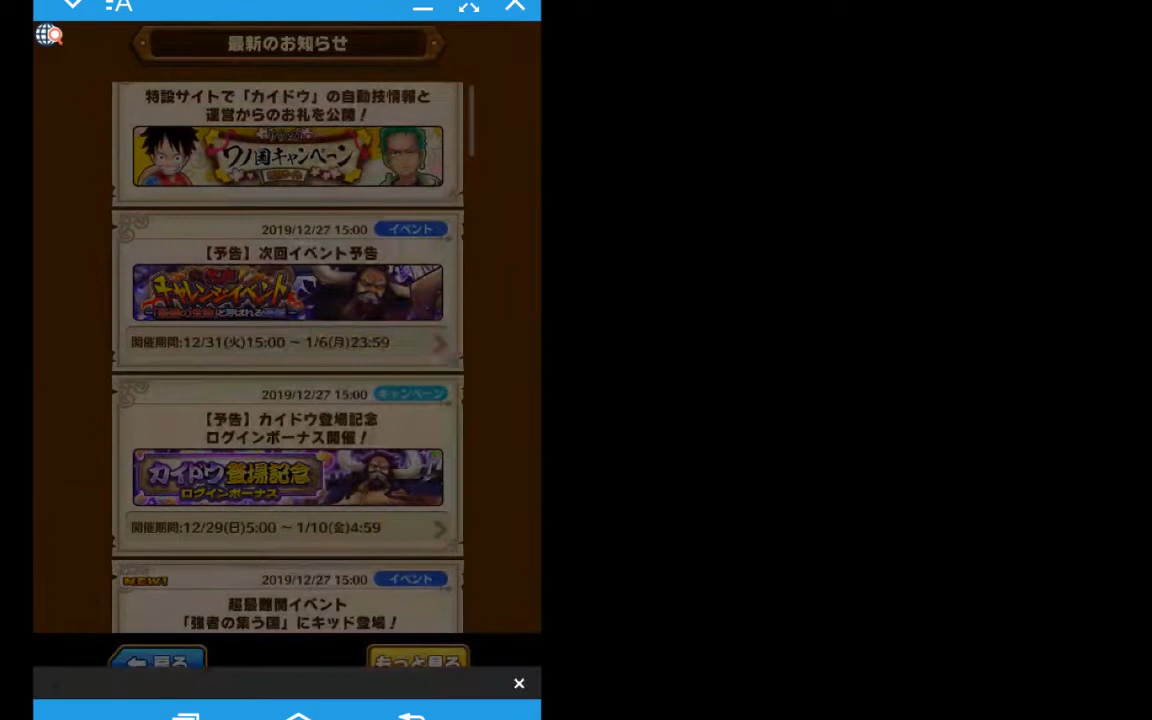 最新のお知らせ
特設サイトで「カイドウ」の自動技情報と
運営からのお礼を公開！
ワノ国キャンペーン
2019/12/27 15:00 イベント
【予告】次回イベント予告
チャレンジイベント
開催期間:12/31(火)15:00 ～ 1/6(月)23:59
2019/12/27 15:00 キャンペーン
【予告】カイドウ登場記念
ログインボーナス開催！
カイドウ登場記念
ログインボーナス
開催期間:12/29(日)5:00 ～ 1/10(金)4:59
NEW! 2019/12/27 15:00 イベント
超最難関イベント
「強者の集う国」にキッド登場！
戻る もっと見る